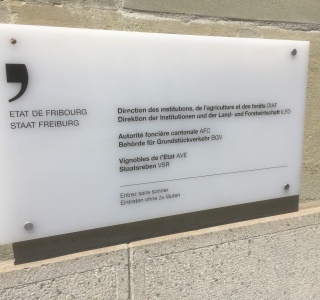 ETAT DE FRIBOURG
STAAT FREIBURG
Direction des institutions, de l'agriculture et des forêts DIAF
Direktion der Institutionen und der Land- und Forstwirtschaft ILFD
Autorité foncière cantonale AFC
Behörde für Grundstückverkehr BGV
Vignobles de l'Etat AVE
Staatsreben VSR
Entrez sans sonner
Eintreten ohne zu läuten